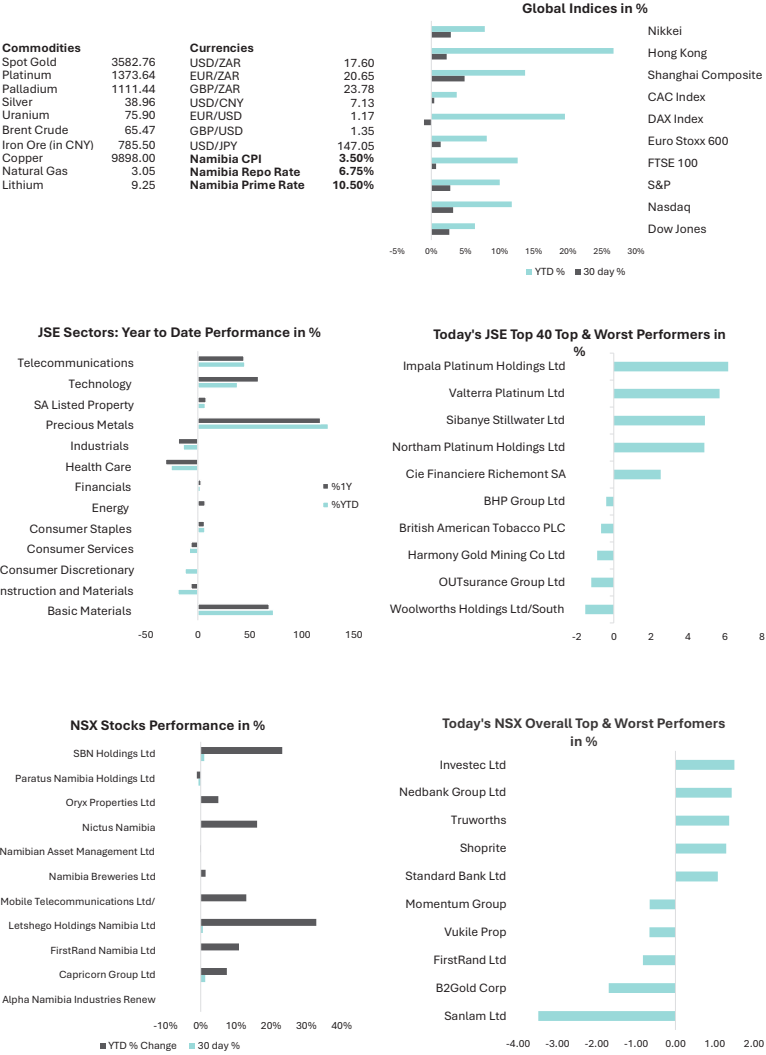 Commodities
Spot Gold 3582.76
Platinum 1373.64
Palladium 1111.44
Silver 38.96
Uranium 75.90
Brent Crude 65.47
Iron Ore (in CNY) 785.50
Copper 9898.00
Natural Gas 3.05
Lithium 9.25
Currencies
USD/ZAR 17.60
EUR/ZAR 20.65
GBP/ZAR 23.78
USD/CNY 7.13
EUR/USD 1.17
GBP/USD 1.35
USD/JPY 147.05
Namibia CPI 3.50%
Namibia Repo Rate 6.75%
Namibia Prime Rate 10.50%
Global Indices in %
Nikkei
Hong Kong
Shanghai Composite
CAC Index
DAX Index
Euro Stoxx 600
FTSE 100
S&P
Nasdaq
Dow Jones
-5% 0% 5% 10% 15% 20% 25% 30%
YTD % 30 day %
JSE Sectors: Year to Date Performance in %
Telecommunications
Technology
SA Listed Property
Precious Metals
Industrials
Health Care
Financials
Energy
Consumer Staples
Consumer Services
Consumer Discretionary
nstruction and Materials
Basic Materials
%1Y
%YTD
-50 0 50 100 150
Today's JSE Top 40 Top & Worst Performers in
%
Impala Platinum Holdings Ltd
Valterra Platinum Ltd
Sibanye Stillwater Ltd
Northam Platinum Holdings Ltd
Cie Financiere Richemont SA
BHP Group Ltd
British American Tobacco PLC
Harmony Gold Mining Co Ltd
OUTsurance Group Ltd
Woolworths Holdings Ltd/South
-2 0 2 4 6 8
NSX Stocks Performance in %
SBN Holdings Ltd
Paratus Namibia Holdings Ltd
Oryx Properties Ltd
Nictus Namibia
Namibian Asset Management Ltd
Namibia Breweries Ltd
Mobile Telecommunications Ltd/
Letshego Holdings Namibia Ltd
FirstRand Namibia Ltd
Capricorn Group Ltd
Alpha Namibia Industries Renew
-10% 0% 10% 20% 30% 40%
YTD % Change 30 day %
Today's NSX Overall Top & Worst Perfomers
in %
Investec Ltd
Nedbank Group Ltd
Truworths
Shoprite
Standard Bank Ltd
Momentum Group
Vukile Prop
FirstRand Ltd
B2Gold Corp
Sanlam Ltd
-4.00 -3.00 -2.00 -1.00 0.00 1.00 2.00